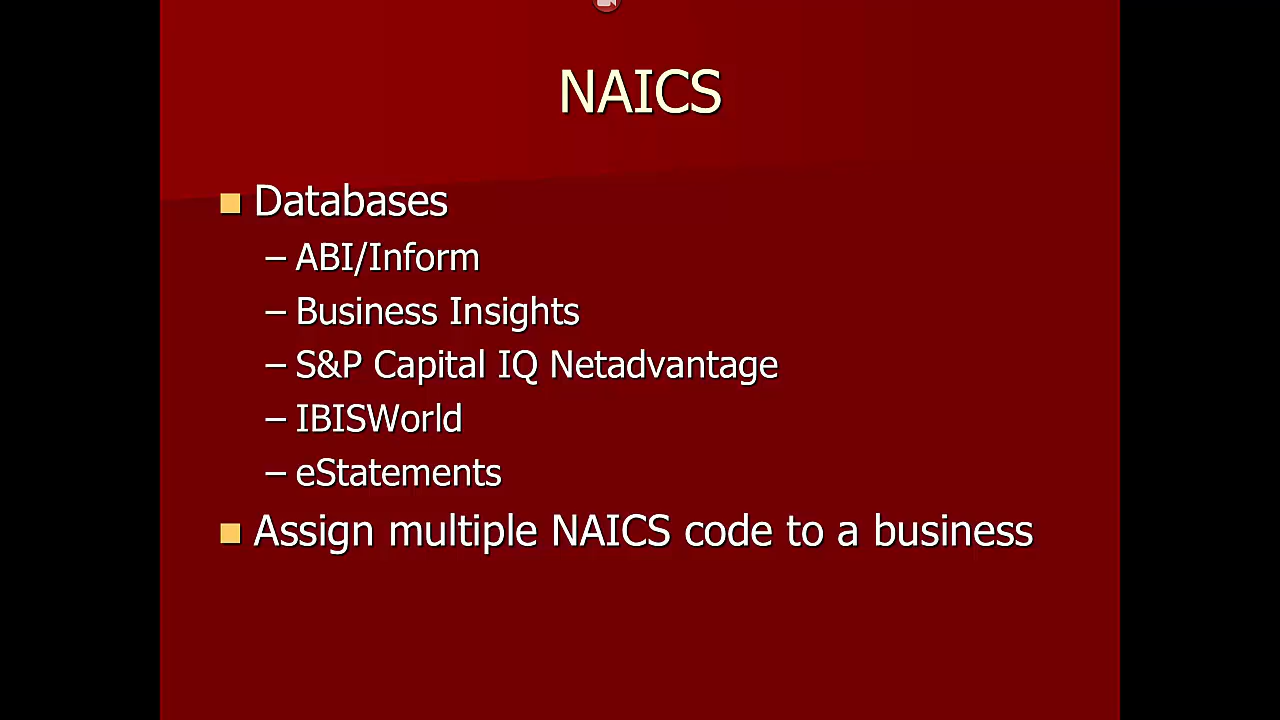 NAICS
Databases
– ABI/Inform
– Business Insights
– S&P Capital IQ Netadvantage
– IBISWorld
– eStatements
Assign multiple NAICS code to a business